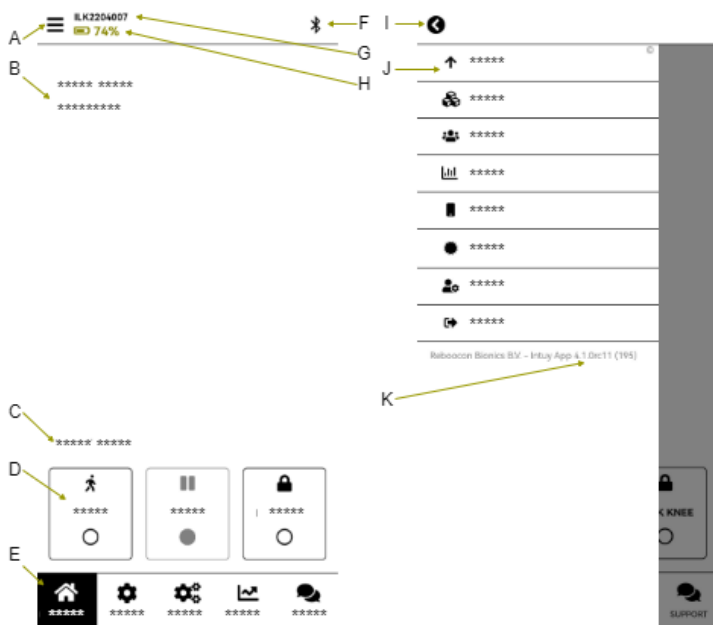 A
ILK2204007
74%
F
G
H
B
***** *****
*********
C
***** *****
D
*****
*****
*****
E
*****
*****
*****
*****
*****
I
J
©
*****
*****
*****
*****
*****
*****
*****
*****
Reboocon Bionics B.V. - Intuy App 4.1.0rc11 (195)
K
K KNEE
SUPPORT